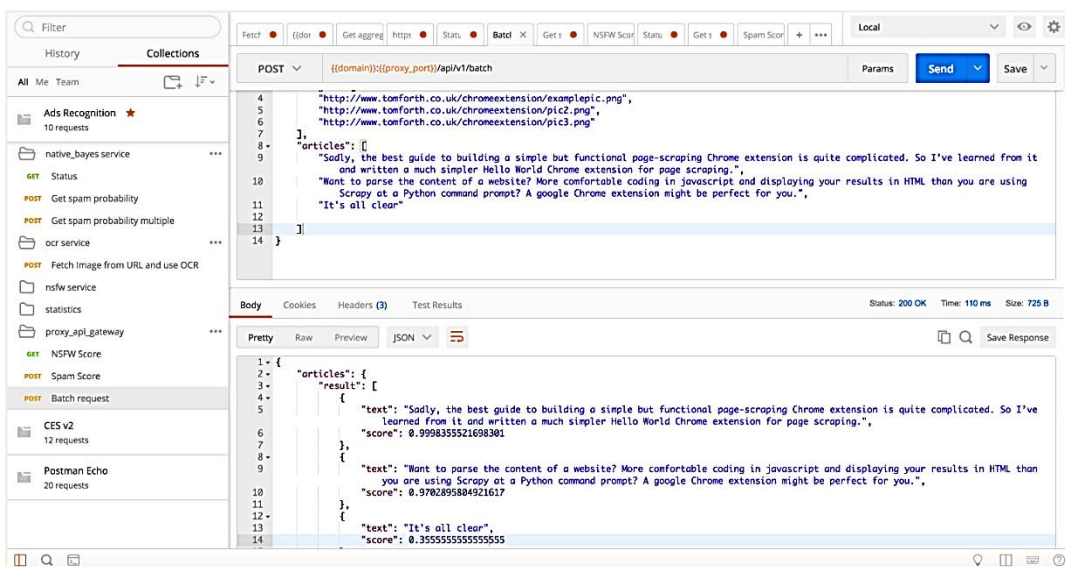 Filter
History Collections
All Me Team
Ads Recognition
10 requests
native_bayes service
GET Status
POST Get spam probability
POST Get spam probability multiple
ocr service
POST Fetch Image from URL and use OCR
nsfw service
statistics
proxy_api_gateway
GET NSFW Score
POST Spam Score
POST Batch request
CES v2
12 requests
Postman Echo
20 requests
Fetch {{dor Get aggreg https Statu Batcl × Get s NSFW Scor Statu Get s Spam Scor + •••
Local
POST {{domain}}:{{proxy_port}}/api/v1/batch Params Send Save
4 "http://www.tomforth.co.uk/chromeextension/examplepic.png",
5 "http://www.tomforth.co.uk/chromeextension/pic2.png",
6 "http://www.tomforth.co.uk/chromeextension/pic3.png"
7 ],
8 "articles": [
9 "Sadly, the best guide to building a simple but functional page-scraping Chrome extension is quite complicated. So I've learned from it
and written a much simpler Hello World Chrome extension for page scraping.",
10 "Want to parse the content of a website? More comfortable coding in javascript and displaying your results in HTML than you are using
Scrapy at a Python command prompt? A google Chrome extension might be perfect for you.",
11 "It's all clear"
12
13 ]
14 }
Body Cookies Headers (3) Test Results Status: 200 OK Time: 110 ms Size: 725 B
Pretty Raw Preview JSON Save Response
1 {
2 "articles": {
3 "result": [
4 {
5 "text": "Sadly, the best guide to building a simple but functional page-scraping Chrome extension is quite complicated. So I've
learned from it and written a much simpler Hello World Chrome extension for page scraping.",
6 "score": 0.9998355521698301
7 },
8 {
9 "text": "Want to parse the content of a website? More comfortable coding in javascript and displaying your results in HTML than
you are using Scrapy at a Python command prompt? A google Chrome extension might be perfect for you.",
10 "score": 0.9702895804921617
11 },
12 {
13 "text": "It's all clear",
14 "score": 0.3555555555555555